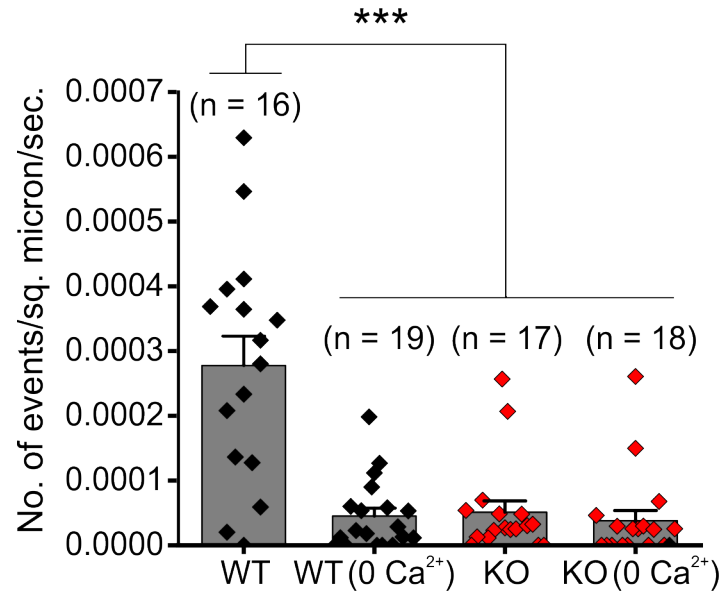 ***
No. of events/sq. micron/sec.
0.0007
0.0006
0.0005
0.0004
0.0003
0.0002
0.0001
0.0000
(n = 16)
(n = 19) (n = 17) (n = 18)
WT WT (0 Ca²⁺) KO KO (0 Ca²⁺)